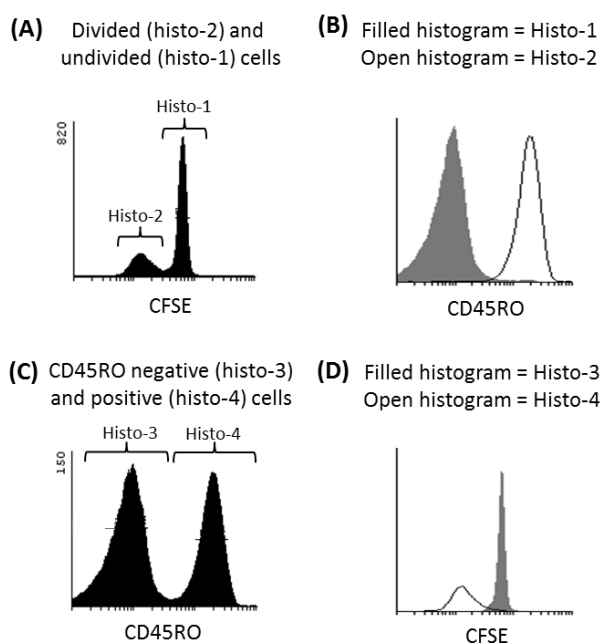 (A) Divided (histo-2) and
undivided (histo-1) cells
Histo-1
820
Histo-2
CFSE
(B) Filled histogram = Histo-1
Open histogram = Histo-2
CD45RO
(C) CD45RO negative (histo-3)
and positive (histo-4) cells
Histo-3 Histo-4
150
CD45RO
(D) Filled histogram = Histo-3
Open histogram = Histo-4
CFSE